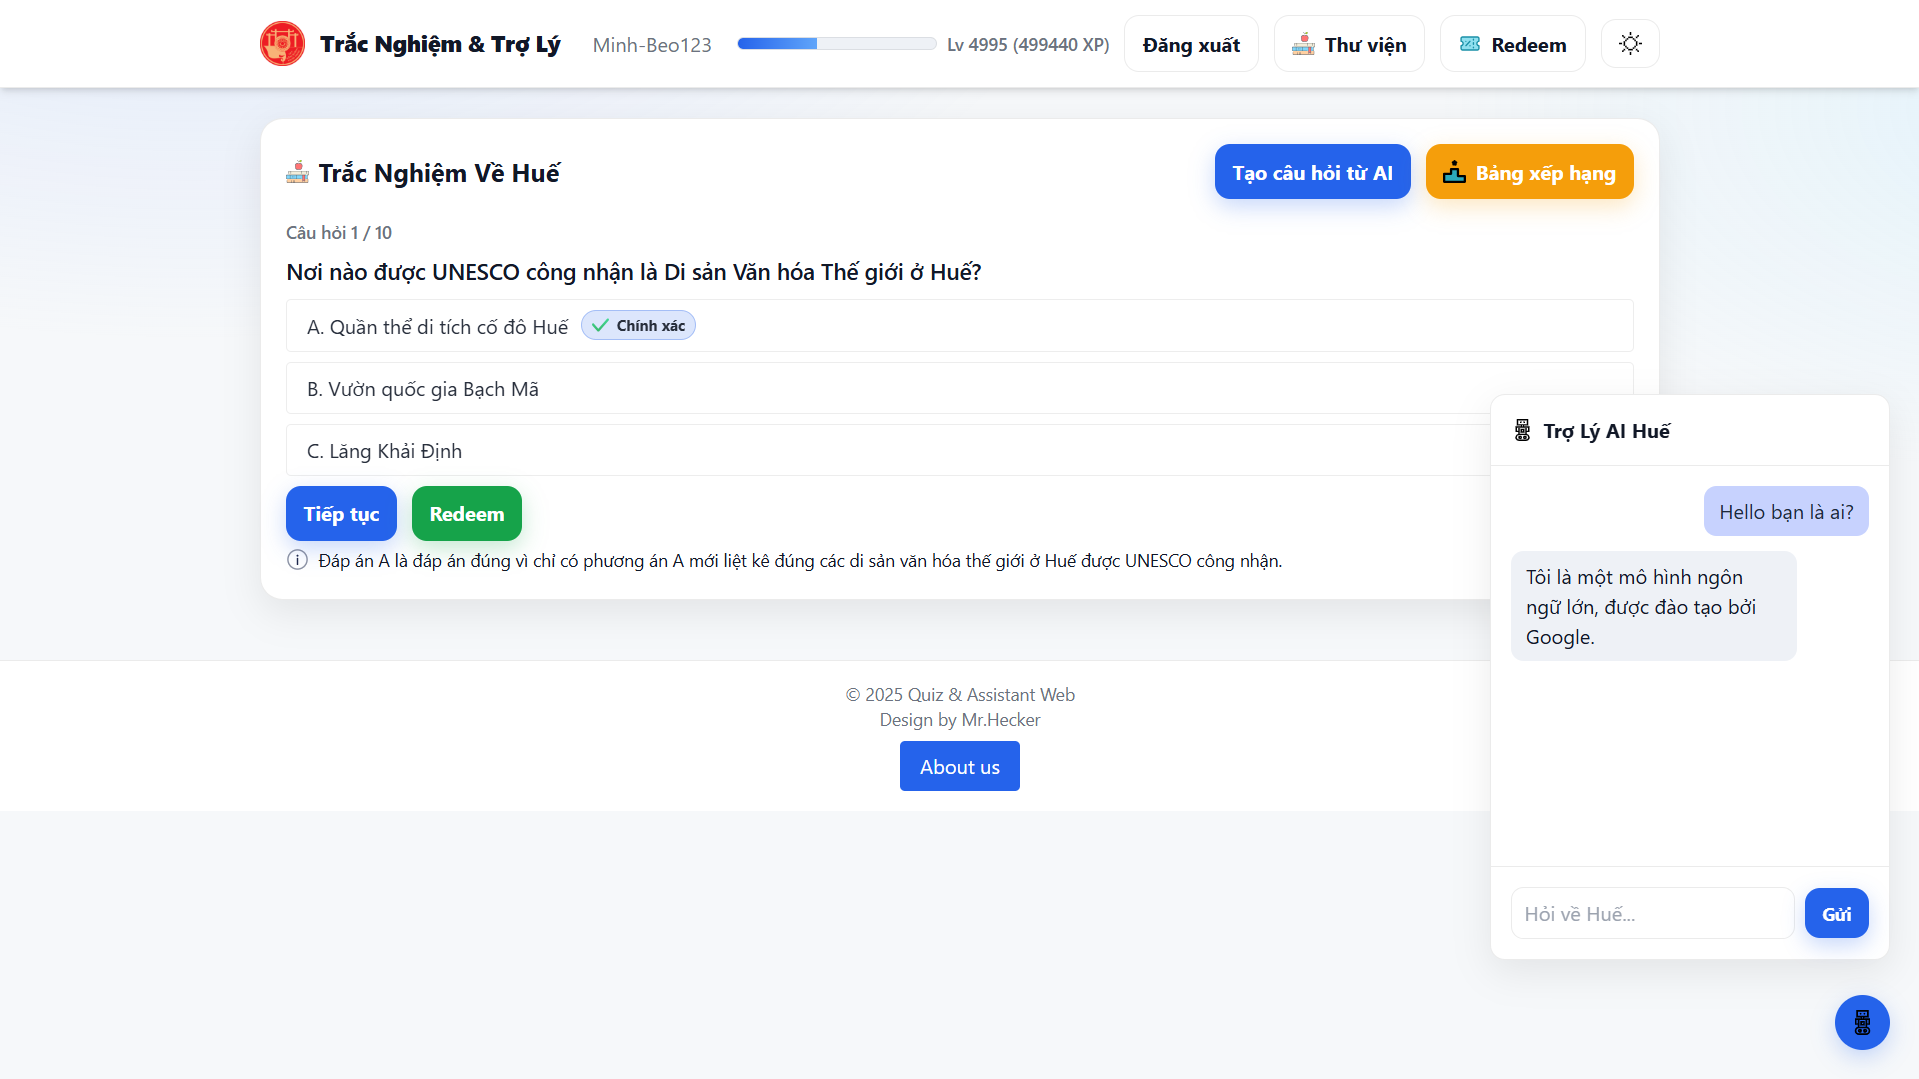 Trắc Nghiệm & Trợ Lý
Minh-Beo123
Lv 4995 (499440 XP)
Đăng xuất
Thư viện
Redeem
Trắc Nghiệm Về Huế
Tạo câu hỏi từ AI
Bảng xếp hạng
Câu hỏi 1 / 10
Nơi nào được UNESCO công nhận là Di sản Văn hóa Thế giới ở Huế?
A. Quần thể di tích cố đô Huế
Chính xác
B. Vườn quốc gia Bạch Mã
C. Lăng Khải Định
Tiếp tục
Redeem
Đáp án A là đáp án đúng vì chỉ có phương án A mới liệt kê đúng các di sản văn hóa thế giới ở Huế được UNESCO công nhận.
Trợ Lý AI Huế
Hello bạn là ai?
Tôi là một mô hình ngôn
ngữ lớn, được đào tạo bởi
Google.
Hỏi về Huế...
Gửi
© 2025 Quiz & Assistant Web
Design by Mr.Hecker
About us